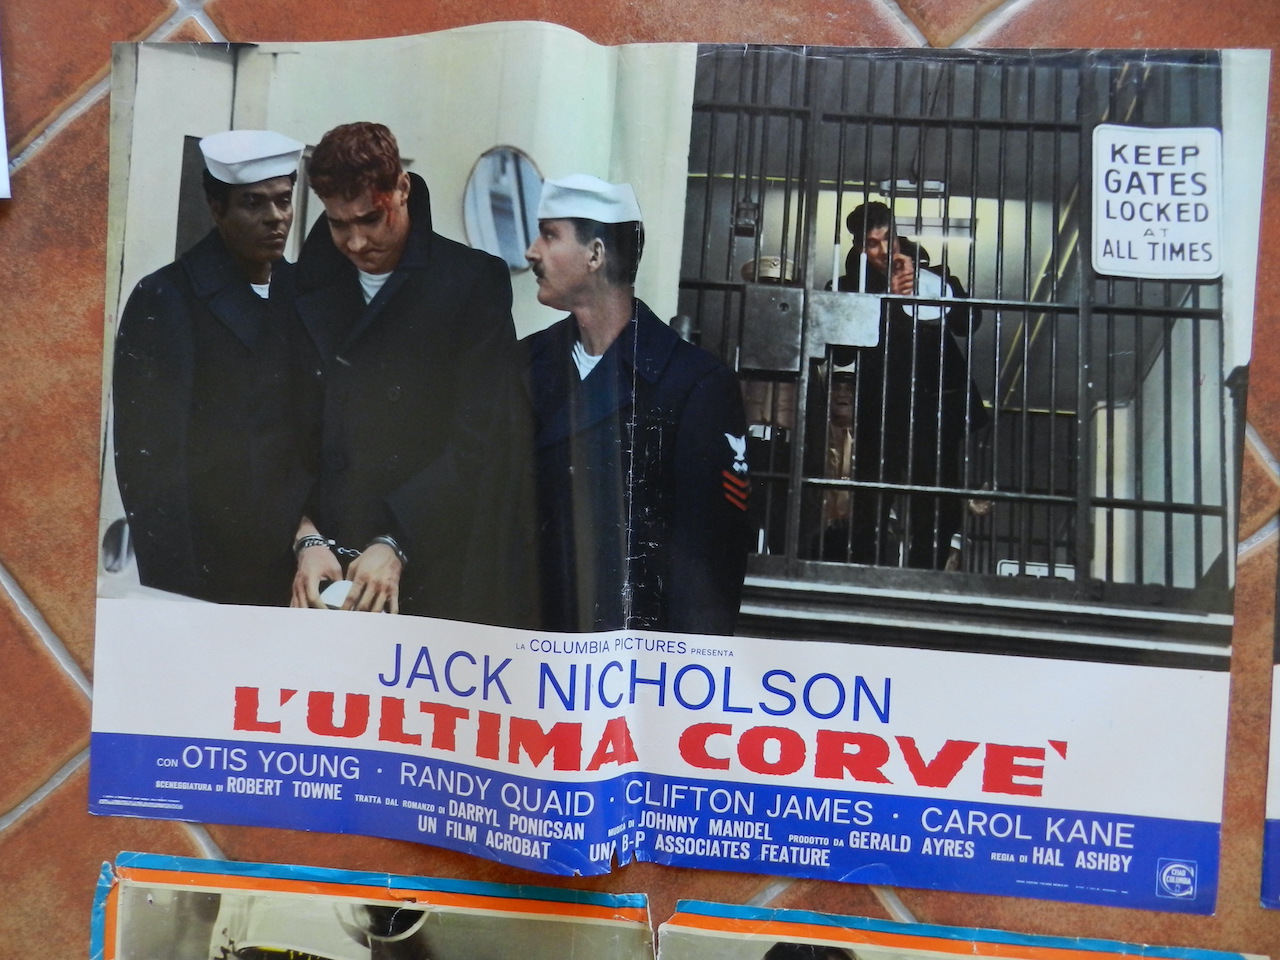 KEEP
GATES
LOCKED
AT
ALL TIMES
LA COLUMBIA PICTURES PRESENTA
JACK NICHOLSON
L'ULTIMA CORVE'
CON OTIS YOUNG · RANDY QUAID · CLIFTON JAMES · CAROL KANE
SCENEGGIATURA DI ROBERT TOWNE TRATTA DAL ROMANZO DI DARRYL PONICSAN MUSICA DI JOHNNY MANDEL PRODOTTO DA GERALD AYRES REGIA DI HAL ASHBY
UN FILM ACROBAT UNA B-P ASSOCIATES FEATURE
CEIAD
COLUMBIA